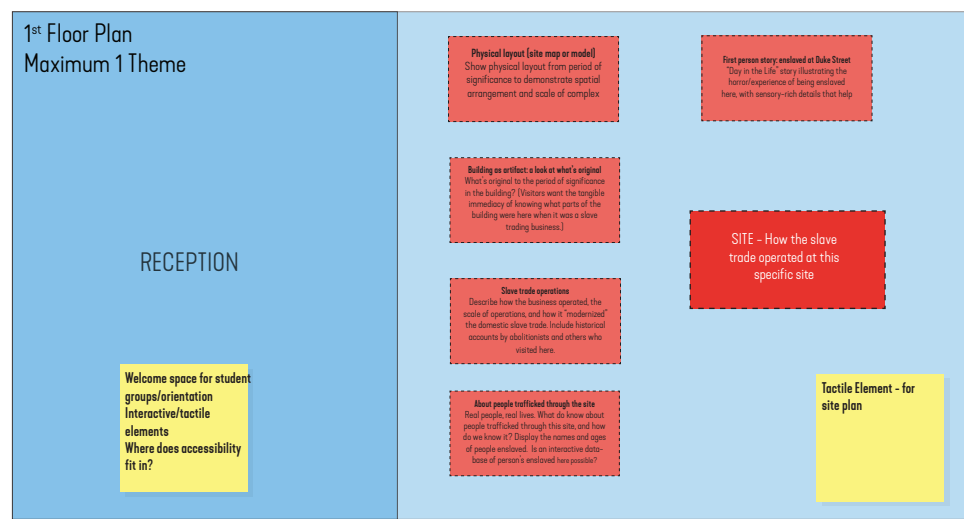 1st Floor Plan
Maximum 1 Theme
RECEPTION
Welcome space for student
groups/orientation
Interactive/tactile
elements
Where does accessibility
fit in?
Physical layout (site map or model)
Show physical layout from period of
significance to demonstrate spatial
arrangement and scale of complex
Building as artifact: a look at what's original
What's original to the period of significance
in the building? (Visitors want the tangible
immediacy of knowing what parts of the
building were here when it was a slave
trading business.)
Slave trade operations
Describe how the business operated, the
scale of operations, and how it "modernized"
the domestic slave trade. Include historical
accounts by abolitionists and others who
visited here.
About people trafficked through the site
Real people, real lives. What do know about
people trafficked through this site, and how
do we know it? Display the names and ages
of people enslaved. Is an interactive data-
base of person's enslaved here possible?
First person story: enslaved at Duke Street
"Day in the Life" story illustrating the
horror/experience of being enslaved
here, with sensory-rich details that help
SITE - How the slave
trade operated at this
specific site
Tactile Element - for
site plan